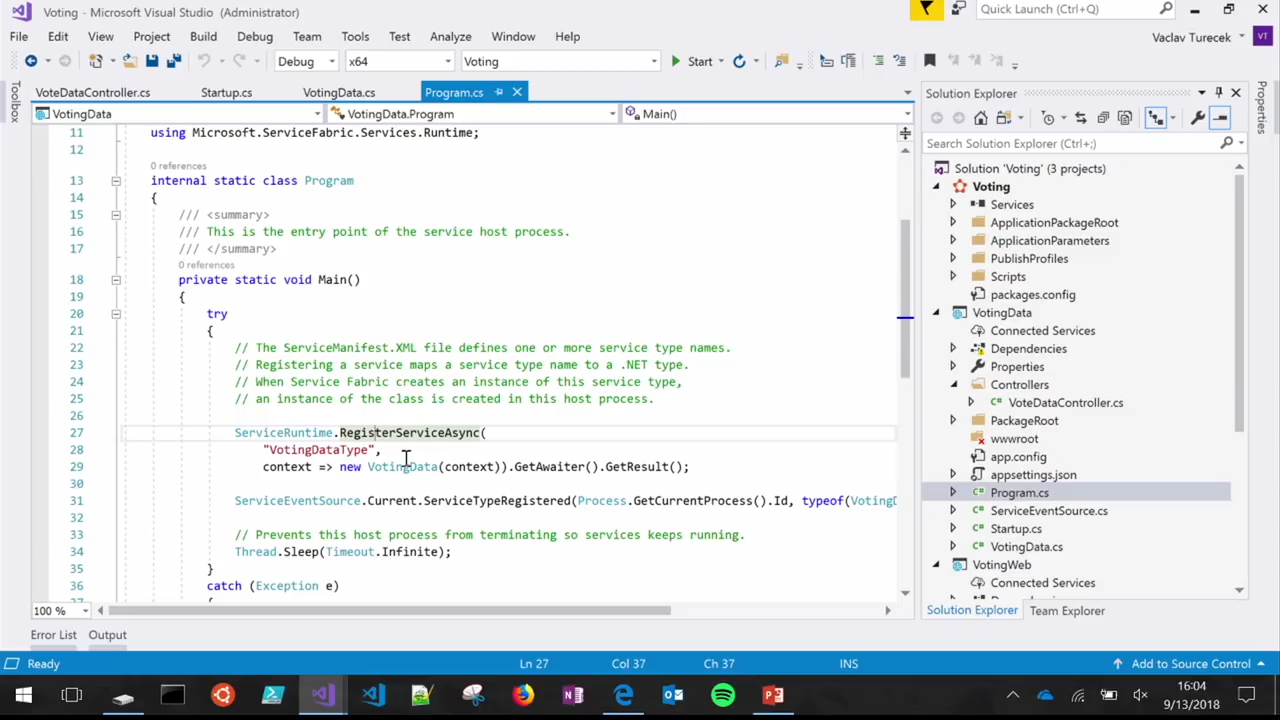 Voting - Microsoft Visual Studio (Administrator)
Quick Launch (Ctrl+Q)
File Edit View Project Build Debug Team Tools Test Analyze Window Help
Vaclav Turecek VT
Debug x64 Voting Start
Toolbox
VoteDataController.cs Startup.cs VotingData.cs Program.cs
VotingData VotingData.Program Main()
11 using Microsoft.ServiceFabric.Services.Runtime;
12
0 references
13 internal static class Program
14 {
15 /// <summary>
16 /// This is the entry point of the service host process.
17 /// </summary>
0 references
18 private static void Main()
19 {
20 try
21 {
22 // The ServiceManifest.XML file defines one or more service type names.
23 // Registering a service maps a service type name to a .NET type.
24 // When Service Fabric creates an instance of this service type,
25 // an instance of the class is created in this host process.
26
27 ServiceRuntime.RegisterServiceAsync(
28 "VotingDataType",
29 context => new VotingData(context)).GetAwaiter().GetResult();
30
31 ServiceEventSource.Current.ServiceTypeRegistered(Process.GetCurrentProcess().Id, typeof(Voting
32
33 // Prevents this host process from terminating so services keeps running.
34 Thread.Sleep(Timeout.Infinite);
35 }
36 catch (Exception e)
100 %
Solution Explorer
Search Solution Explorer (Ctrl+;)
Solution 'Voting' (3 projects)
Voting
Services
ApplicationPackageRoot
ApplicationParameters
PublishProfiles
Scripts
packages.config
VotingData
Connected Services
Dependencies
Properties
Controllers
VoteDataController.cs
PackageRoot
wwwroot
app.config
appsettings.json
Program.cs
ServiceEventSource.cs
Startup.cs
VotingData.cs
VotingWeb
Connected Services
Solution Explorer Team Explorer
Properties
Error List Output
Ready Ln 27 Col 37 Ch 37 INS Add to Source Control
16:04
9/13/2018